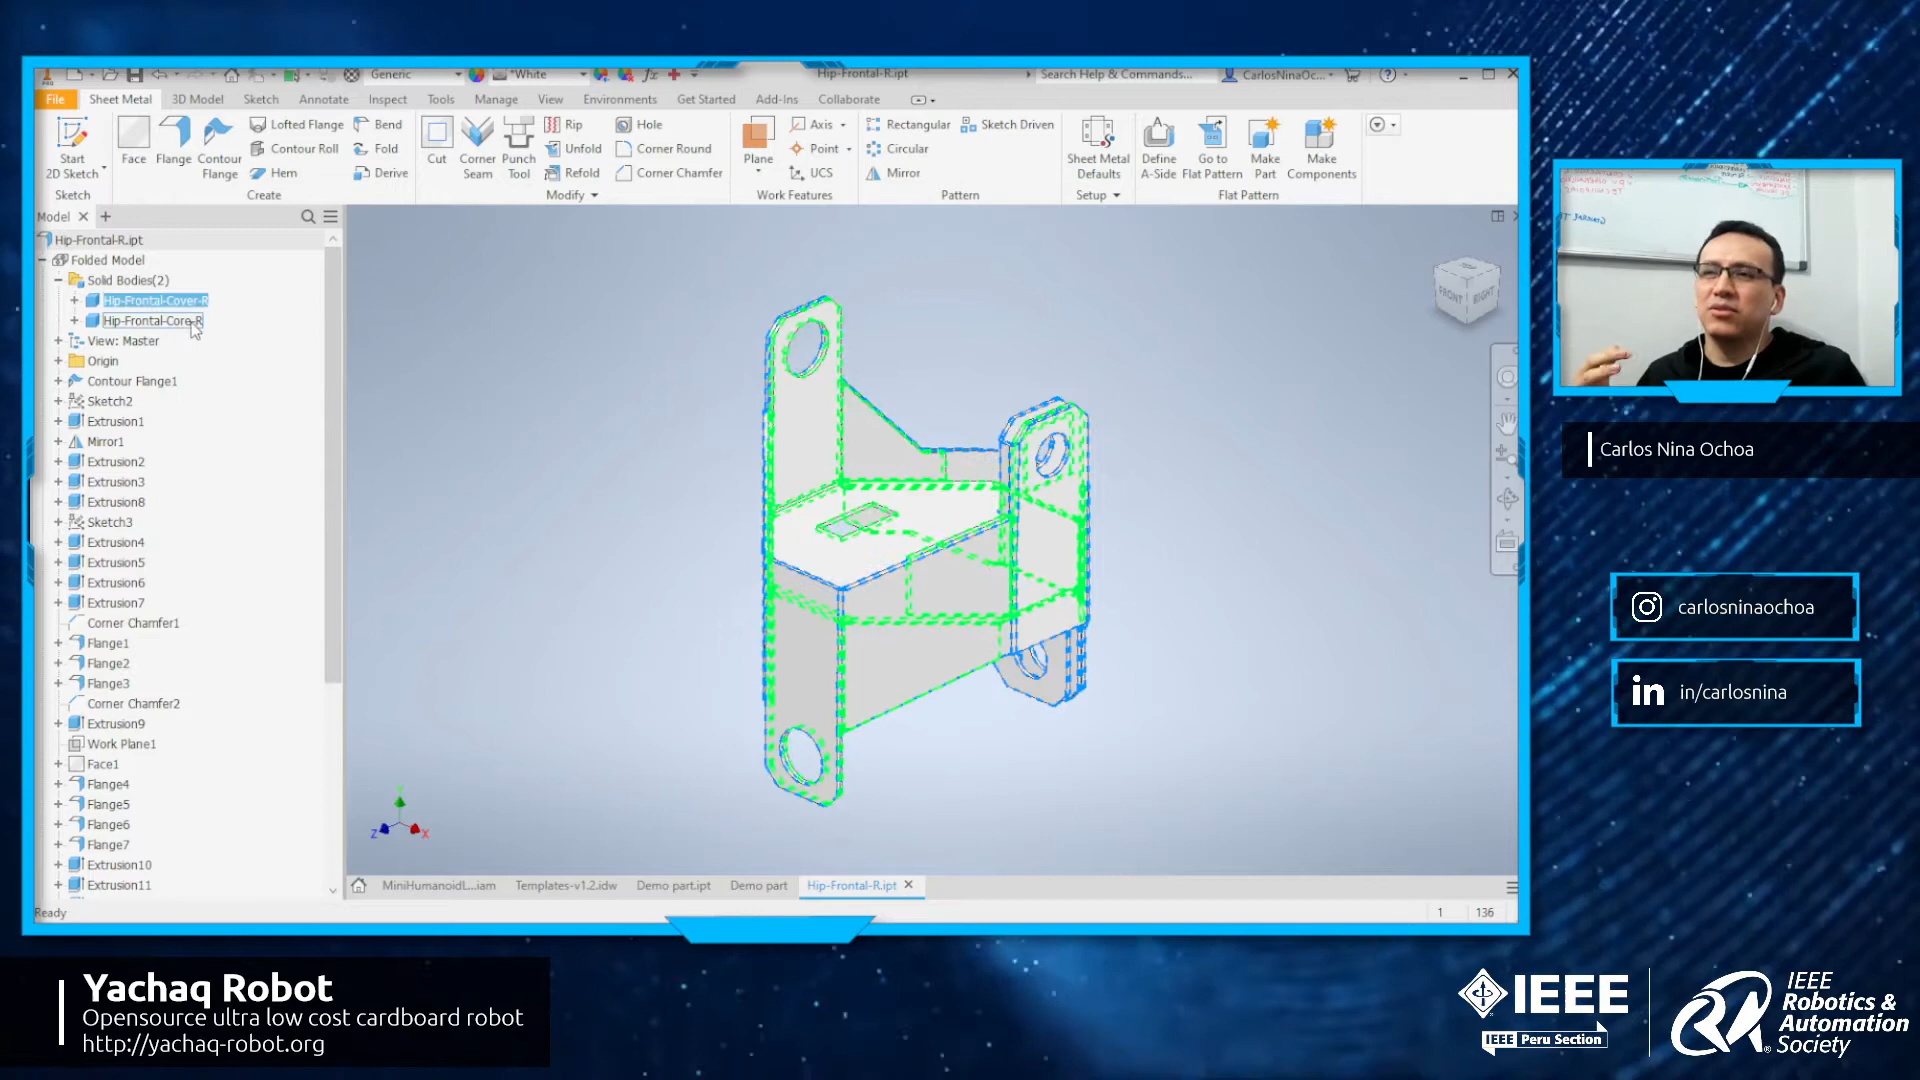 Generic
*White
Hip-Frontal-R.ipt
Search Help & Commands...
CarlosNinaOc...
File
Sheet Metal
3D Model
Sketch
Annotate
Inspect
Tools
Manage
View
Environments
Get Started
Add-Ins
Collaborate
Start
2D Sketch
Face
Flange
Contour
Flange
Lofted Flange
Contour Roll
Hem
Bend
Fold
Derive
Cut
Corner
Seam
Punch
Tool
Rip
Unfold
Refold
Hole
Corner Round
Corner Chamfer
Plane
Axis
Point
UCS
Rectangular
Circular
Mirror
Sketch Driven
Sheet Metal
Defaults
Define
A-Side
Go to
Flat Pattern
Make
Part
Make
Components
Sketch
Create
Modify
Work Features
Pattern
Setup
Flat Pattern
Model
Hip-Frontal-R.ipt
Folded Model
Solid Bodies(2)
Hip-Frontal-Cover-R
Hip-Frontal-Core-R
View: Master
Origin
Contour Flange1
Sketch2
Extrusion1
Mirror1
Extrusion2
Extrusion3
Extrusion8
Sketch3
Extrusion4
Extrusion5
Extrusion6
Extrusion7
Corner Chamfer1
Flange1
Flange2
Flange3
Corner Chamfer2
Extrusion9
Work Plane1
Face1
Flange4
Flange5
Flange6
Flange7
Extrusion10
Extrusion11
FRONT
RIGHT
Y
Z
X
MiniHumanoidL...iam
Templates-v1.2.idw
Demo part.ipt
Demo part
Hip-Frontal-R.ipt
Ready
1
136
Carlos Nina Ochoa
carlosninaochoa
in/carlosnina
Yachaq Robot
Opensource ultra low cost cardboard robot
http://yachaq-robot.org
IEEE
IEEE Peru Section
IEEE
Robotics &
Automation
Society